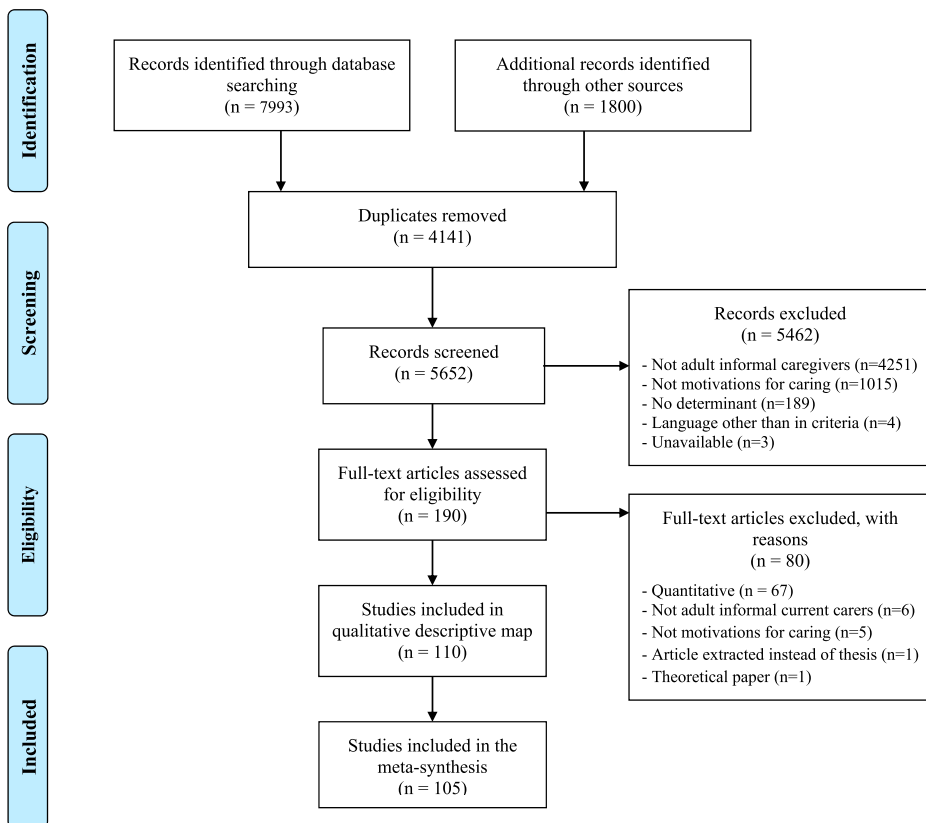 Identification
Records identified through database
searching
(n = 7993)
Additional records identified
through other sources
(n = 1800)
Screening
Duplicates removed
(n = 4141)
Records screened
(n = 5652)
Records excluded
(n = 5462)
- Not adult informal caregivers (n=4251)
- Not motivations for caring (n=1015)
- No determinant (n=189)
- Language other than in criteria (n=4)
- Unavailable (n=3)
Eligibility
Full-text articles assessed
for eligibility
(n = 190)
Full-text articles excluded, with
reasons
(n = 80)
- Quantitative (n = 67)
- Not adult informal current carers (n=6)
- Not motivations for caring (n=5)
- Article extracted instead of thesis (n=1)
- Theoretical paper (n=1)
Studies included in
qualitative descriptive map
(n = 110)
Included
Studies included in the
meta-synthesis
(n = 105)